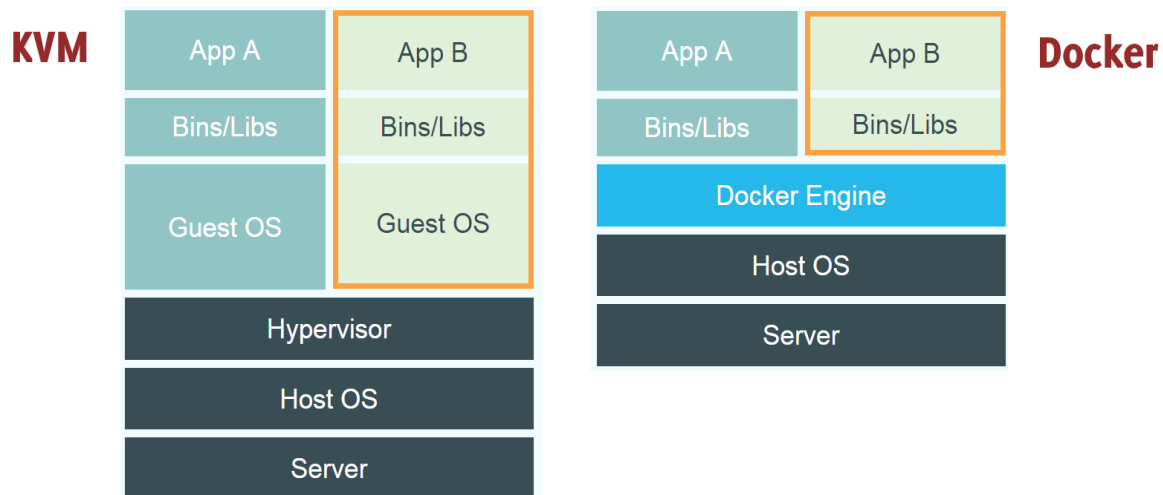 KVM
App A
App B
Bins/Libs
Bins/Libs
Guest OS
Guest OS
Hypervisor
Host OS
Server
Docker
App A
App B
Bins/Libs
Bins/Libs
Docker Engine
Host OS
Server